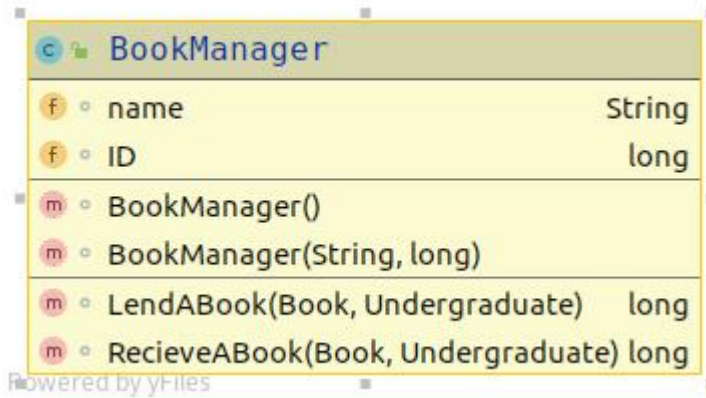 BookManager
name String
ID long
BookManager()
BookManager(String, long)
LendABook(Book, Undergraduate) long
RecieveABook(Book, Undergraduate) long
Powered by yFiles